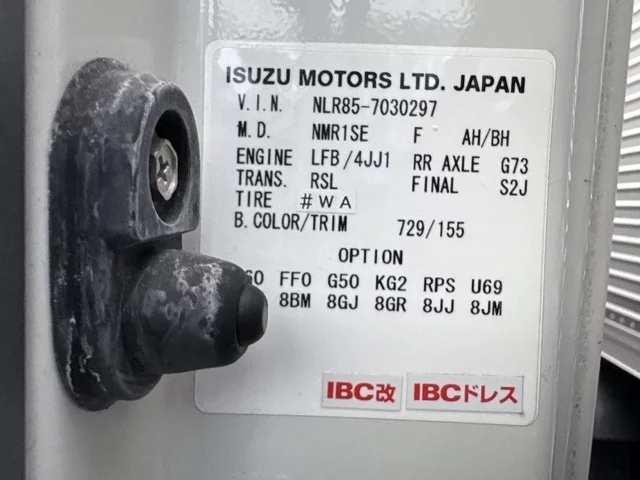 ISUZU MOTORS LTD. JAPAN
V.I.N. NLR85-7030297
M.D. NMR1SE F AH/BH
ENGINE LFB/4JJ1 RR AXLE G73
TRANS. RSL FINAL S2J
TIRE #WA
B.COLOR/TRIM 729/155
OPTION
FF0 G50 KG2 RPS U69
8BM 8GJ 8GR 8JJ 8JM
IBC改 IBCドレス